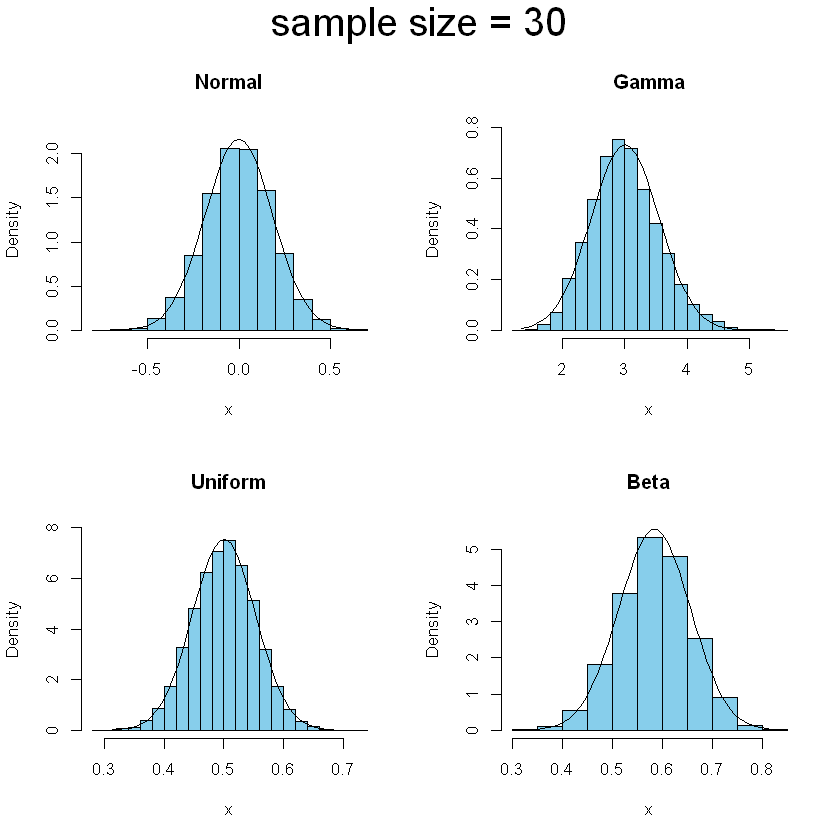 sample size = 30
Normal
Density
0.0 0.5 1.0 1.5 2.0
-0.5 0.0 0.5
x
Gamma
Density
0.0 0.2 0.4 0.6 0.8
2 3 4 5
x
Uniform
Density
0 2 4 6 8
0.3 0.4 0.5 0.6 0.7
x
Beta
Density
0 1 2 3 4 5
0.3 0.4 0.5 0.6 0.7 0.8
x